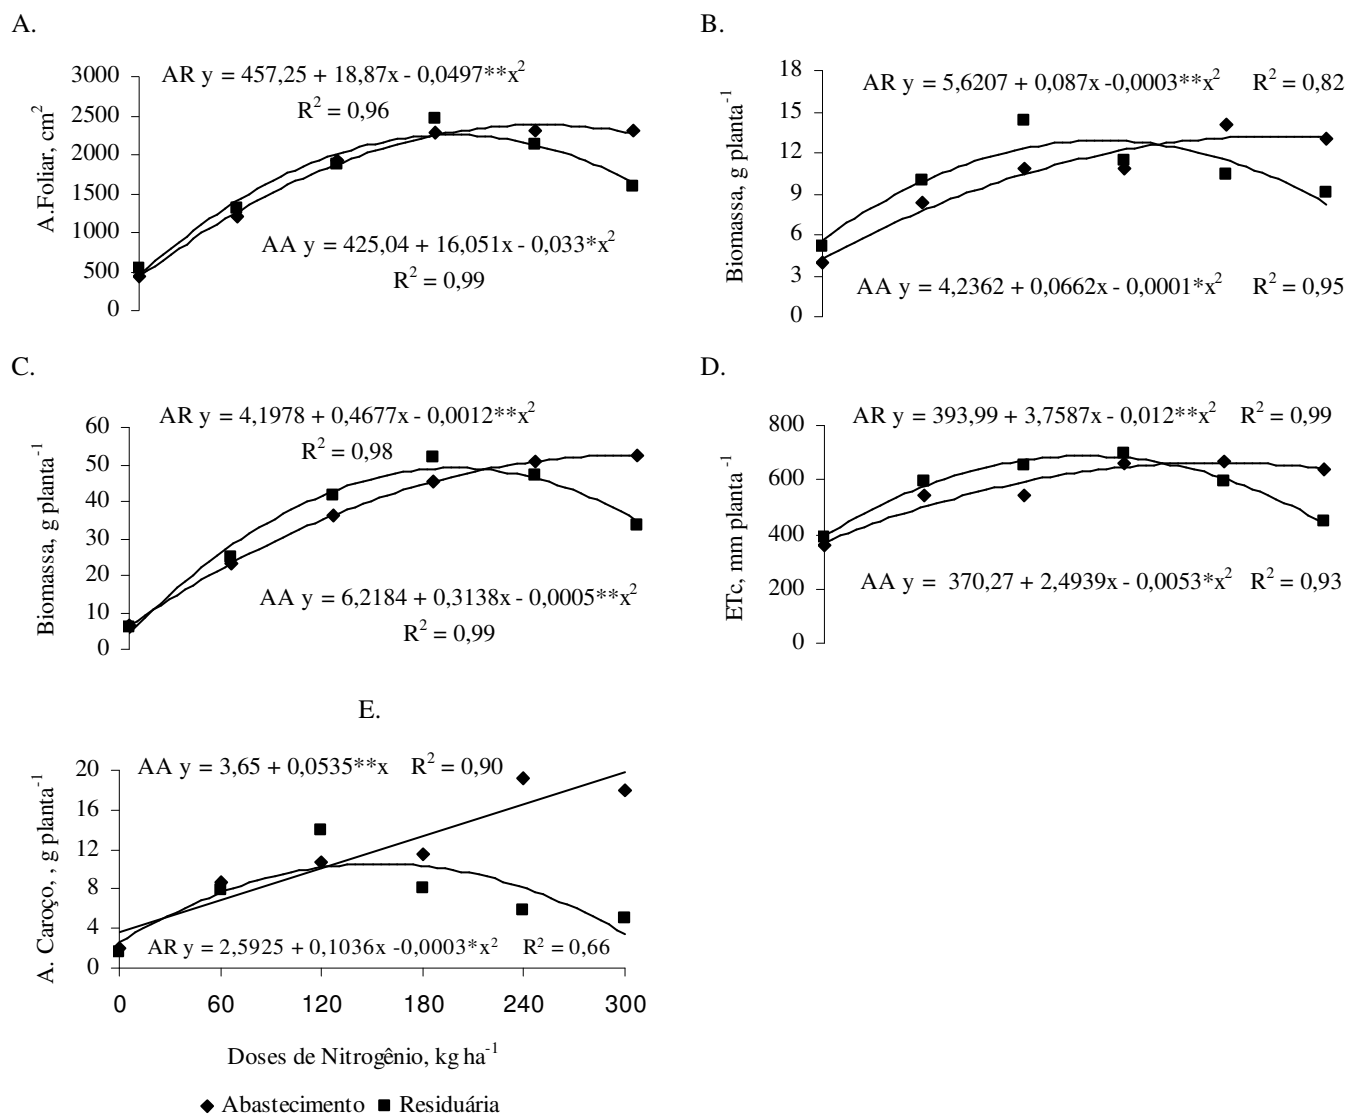 A.
AR y = 457,25 + 18,87x - 0,0497**x²
R² = 0,96
3000
2500
2000
1500
1000
500
0
A.Foliar, cm²
AA y = 425,04 + 16,051x - 0,033*x²
R² = 0,99
B.
AR y = 5,6207 + 0,087x -0,0003**x² R² = 0,82
18
15
12
9
6
3
0
Biomassa, g planta⁻¹
AA y = 4,2362 + 0,0662x - 0,0001*x² R² = 0,95
C.
AR y = 4,1978 + 0,4677x - 0,0012**x²
R² = 0,98
60
50
40
30
20
10
0
Biomassa, g planta⁻¹
AA y = 6,2184 + 0,3138x - 0,0005**x²
R² = 0,99
D.
AR y = 393,99 + 3,7587x - 0,012**x² R² = 0,99
800
600
400
200
0
ETc, mm planta⁻¹
AA y = 370,27 + 2,4939x - 0,0053*x² R² = 0,93
E.
AA y = 3,65 + 0,0535**x R² = 0,90
20
16
12
8
4
0
A. Caroço, , g planta⁻¹
AR y = 2,5925 + 0,1036x -0,0003*x² R² = 0,66
0 60 120 180 240 300
Doses de Nitrogênio, kg ha⁻¹
Abastecimento Residuária